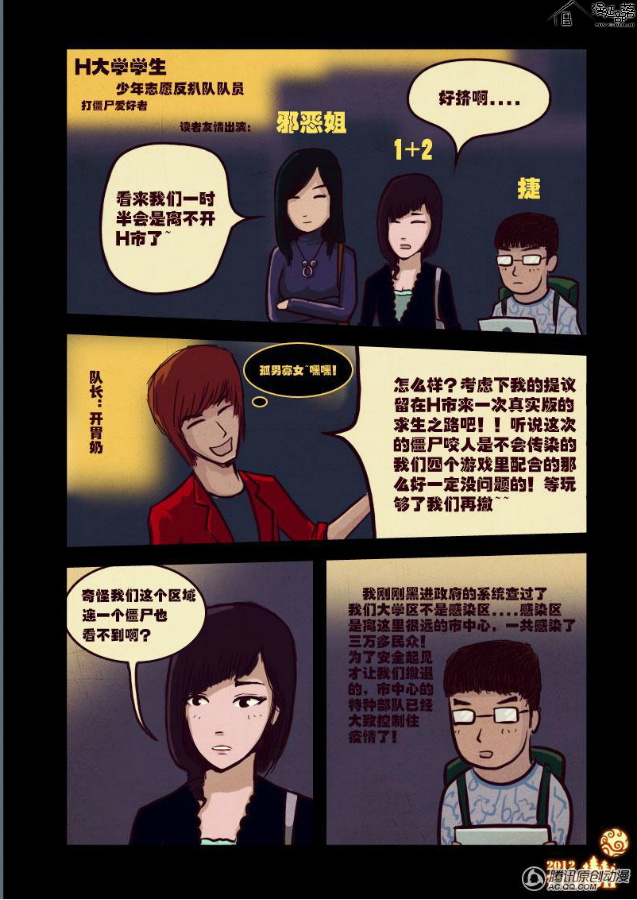 漫画部落
H大学学生
少年志愿反扒队队员
打僵尸爱好者
读者友情出演：
邪恶姐
1+2
捷
好挤啊....
看来我们一时
半会是离不开
H市了~
队长：开胃奶
孤男寡女~嘿嘿！
怎么样？考虑下我的提议
留在H市来一次真实版的
求生之路吧！！听说这次
的僵尸咬人是不会传染的
我们四个游戏里配合的那
么好一定没问题的！等玩
够了我们再撤~~
奇怪我们这个区域
连一个僵尸也
看不到啊？
我刚刚黑进政府的系统查过了
我们大学区不是感染区....感染区
是离这里很远的市中心，一共感染了
三万多民众！
为了安全起见
才让我们撤退
的，市中心的
特种部队已经
大致控制住
疫情了！
2012
腾讯原创动漫
AC.QQ.COM